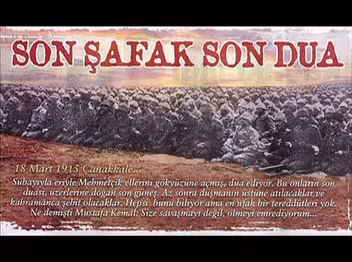 SON ŞAFAK SON DUA
18 Mart 1915 Çanakkale...
Subayıyla eriyle Mehmetçik ellerini gökyüzüne açmış, dua ediyor. Bu onların son
duası, üzerlerine doğan son güneş. Az sonra düşmanın üstüne atılacaklar ve
kahramanca şehit olacaklar. Hepsi bunu biliyor ama en ufak bir tereddütleri yok.
Ne demişti Mustafa Kemal: Size savaşmayı değil, ölmeyi emrediyorum...